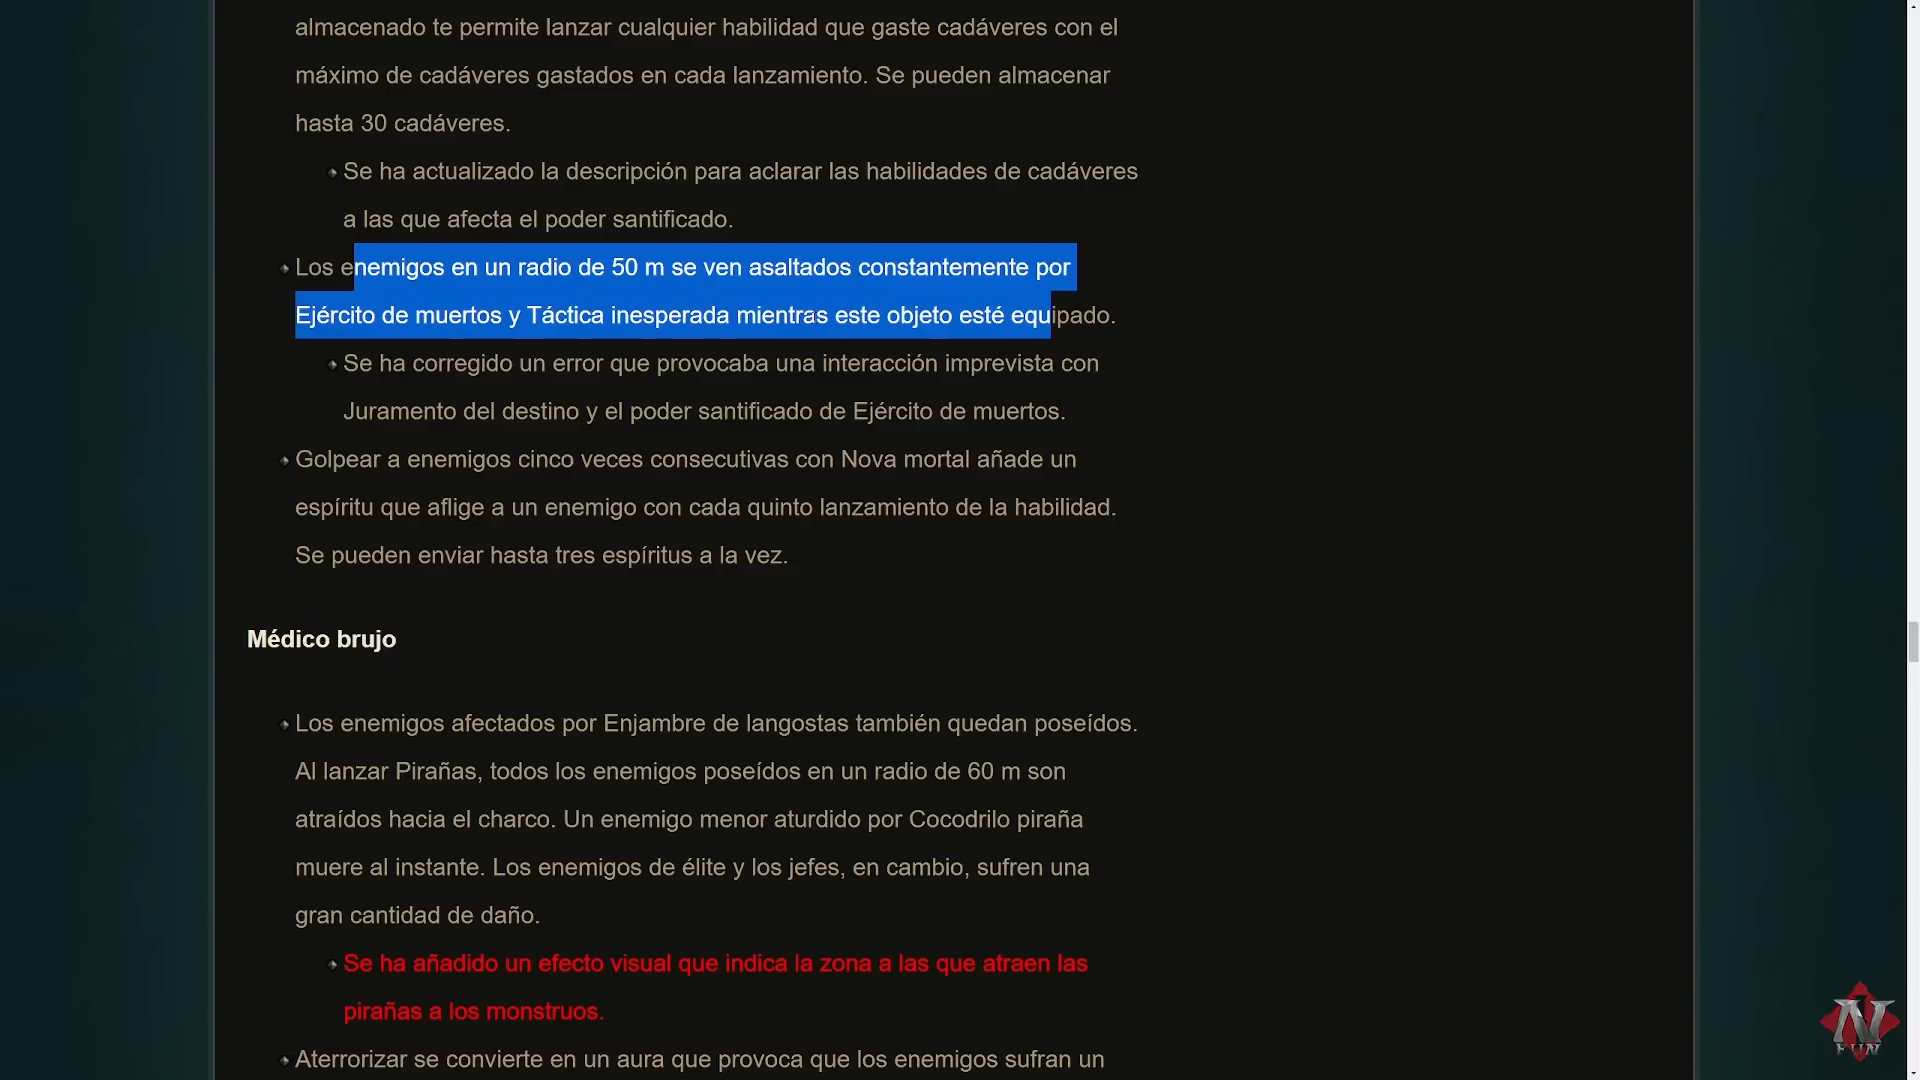 almacenado te permite lanzar cualquier habilidad que gaste cadáveres con el
máximo de cadáveres gastados en cada lanzamiento. Se pueden almacenar
hasta 30 cadáveres.
Se ha actualizado la descripción para aclarar las habilidades de cadáveres
a las que afecta el poder santificado.
Los enemigos en un radio de 50 m se ven asaltados constantemente por
Ejército de muertos y Táctica inesperada mientras este objeto esté equipado.
Se ha corregido un error que provocaba una interacción imprevista con
Juramento del destino y el poder santificado de Ejército de muertos.
Golpear a enemigos cinco veces consecutivas con Nova mortal añade un
espíritu que aflige a un enemigo con cada quinto lanzamiento de la habilidad.
Se pueden enviar hasta tres espíritus a la vez.
Médico brujo
Los enemigos afectados por Enjambre de langostas también quedan poseídos.
Al lanzar Pirañas, todos los enemigos poseídos en un radio de 60 m son
atraídos hacia el charco. Un enemigo menor aturdido por Cocodrilo piraña
muere al instante. Los enemigos de élite y los jefes, en cambio, sufren una
gran cantidad de daño.
Se ha añadido un efecto visual que indica la zona a las que atraen las
pirañas a los monstruos.
Aterrorizar se convierte en un aura que provoca que los enemigos sufran un
N
FUN